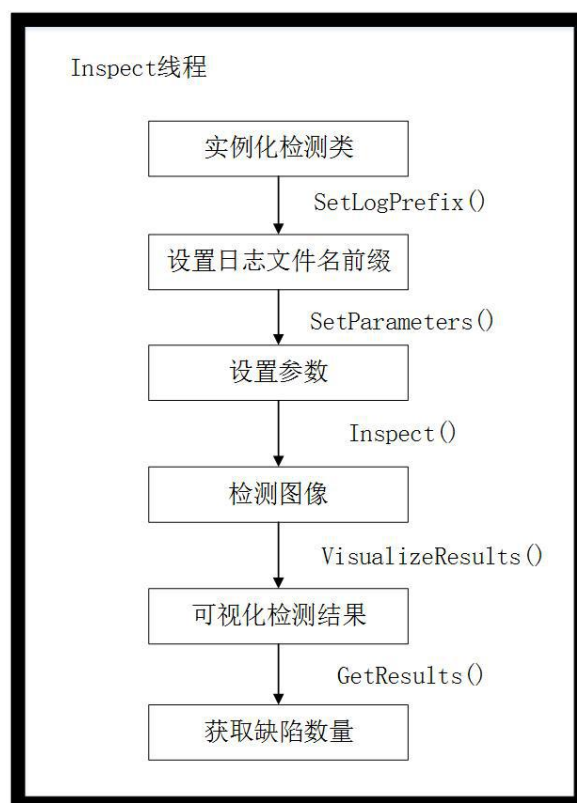 Inspect线程
实例化检测类
SetLogPrefix()
设置日志文件名前缀
SetParameters()
设置参数
Inspect()
检测图像
VisualizeResults()
可视化检测结果
GetResults()
获取缺陷数量